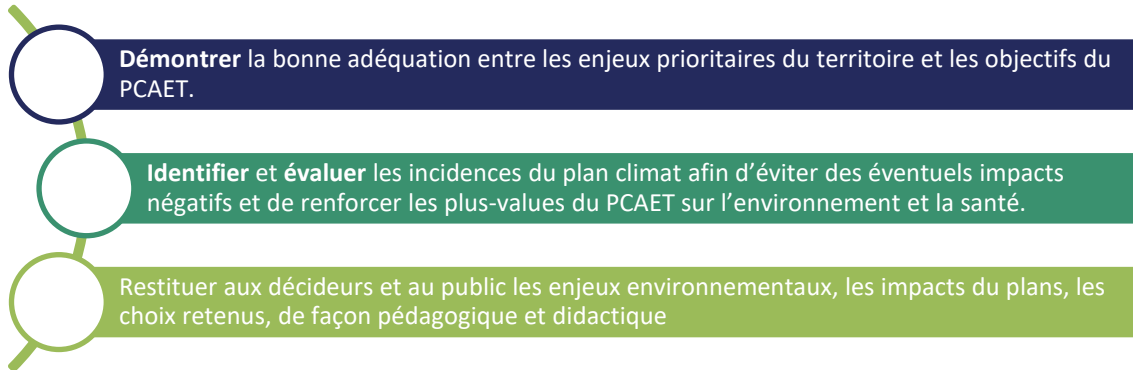 Démontrer la bonne adéquation entre les enjeux prioritaires du territoire et les objectifs du
PCAET.
Identifier et évaluer les incidences du plan climat afin d’éviter des éventuels impacts
négatifs et de renforcer les plus-values du PCAET sur l’environnement et la santé.
Restituer aux décideurs et au public les enjeux environnementaux, les impacts du plans, les
choix retenus, de façon pédagogique et didactique